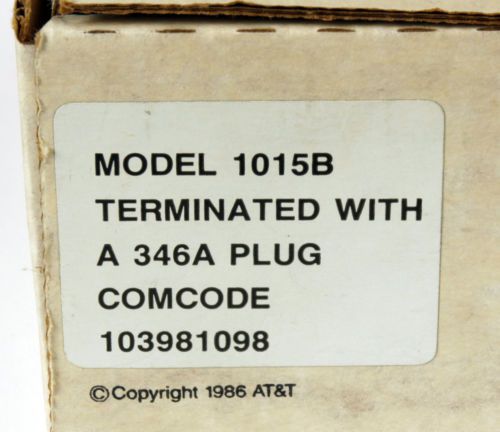 MODEL 1015B
TERMINATED WITH
A 346A PLUG
COMCODE
103981098
©Copyright 1986 AT&T